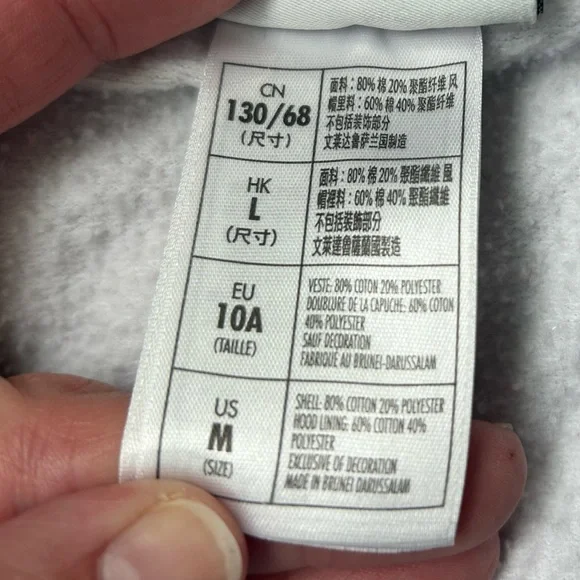 CN
130/68
(尺寸)
面料：80% 棉 20% 聚酯纤维 风
帽里料：60% 棉 40% 聚酯纤维
不包括装饰部分
文莱达鲁萨兰国制造
HK
L
(尺寸)
面料：80% 棉 20% 聚酯纖維 風
帽裡料：60% 棉 40% 聚酯纖維
不包括裝飾部分
文萊達魯薩蘭國製造
EU
10A
(TAILLE)
VESTE: 80% COTON 20% POLYESTER
DOUBLURE DE LA CAPUCHE: 60% COTON
40% POLYESTER
SAUF DECORATION
FABRIQUÉ AU BRUNEI-DARUSSALAM
US
M
(SIZE)
SHELL: 80% COTTON 20% POLYESTER
HOOD LINING: 60% COTTON 40%
POLYESTER
EXCLUSIVE OF DECORATION
MADE IN BRUNEI DARUSSALAM